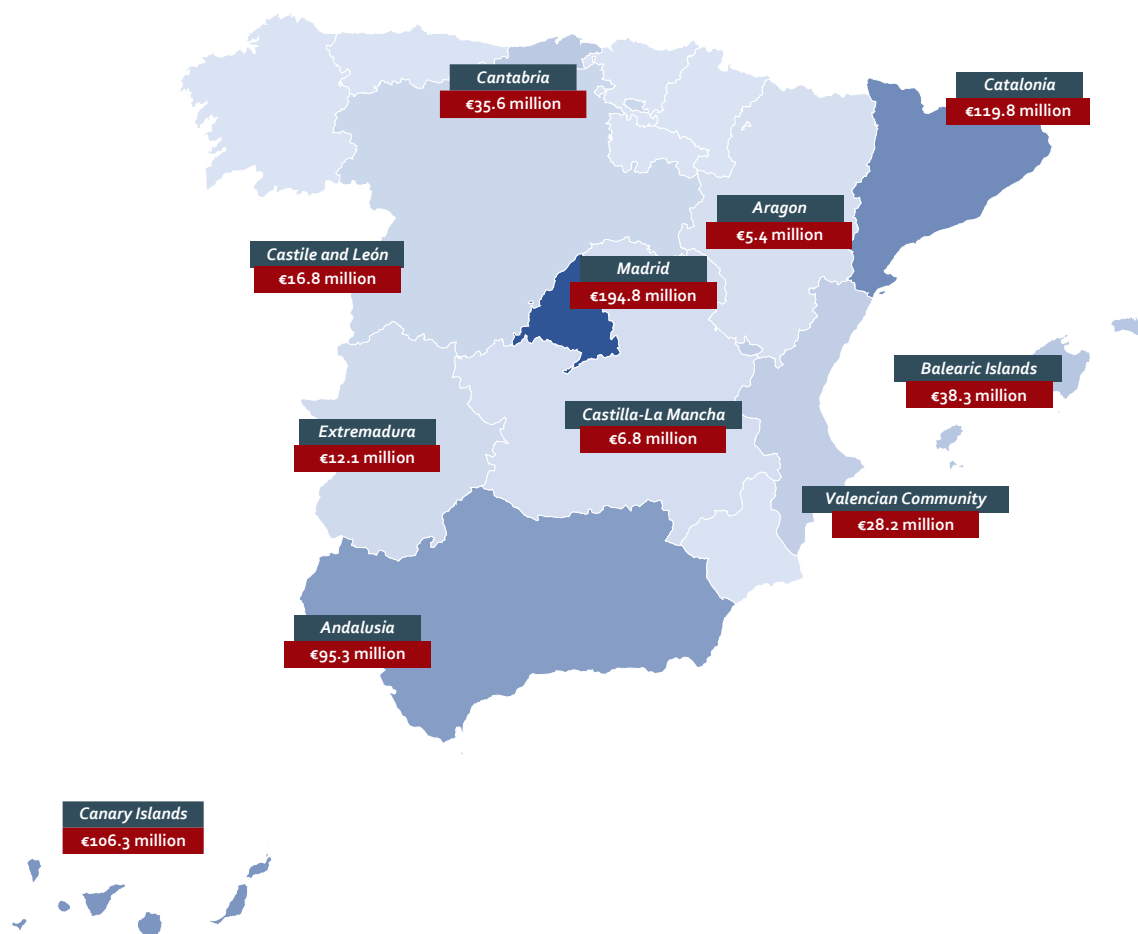 Cantabria
€35.6 million
Catalonia
€119.8 million
Aragon
€5.4 million
Castile and León
€16.8 million
Madrid
€194.8 million
Balearic Islands
€38.3 million
Castilla-La Mancha
€6.8 million
Extremadura
€12.1 million
Valencian Community
€28.2 million
Andalusia
€95.3 million
Canary Islands
€106.3 million